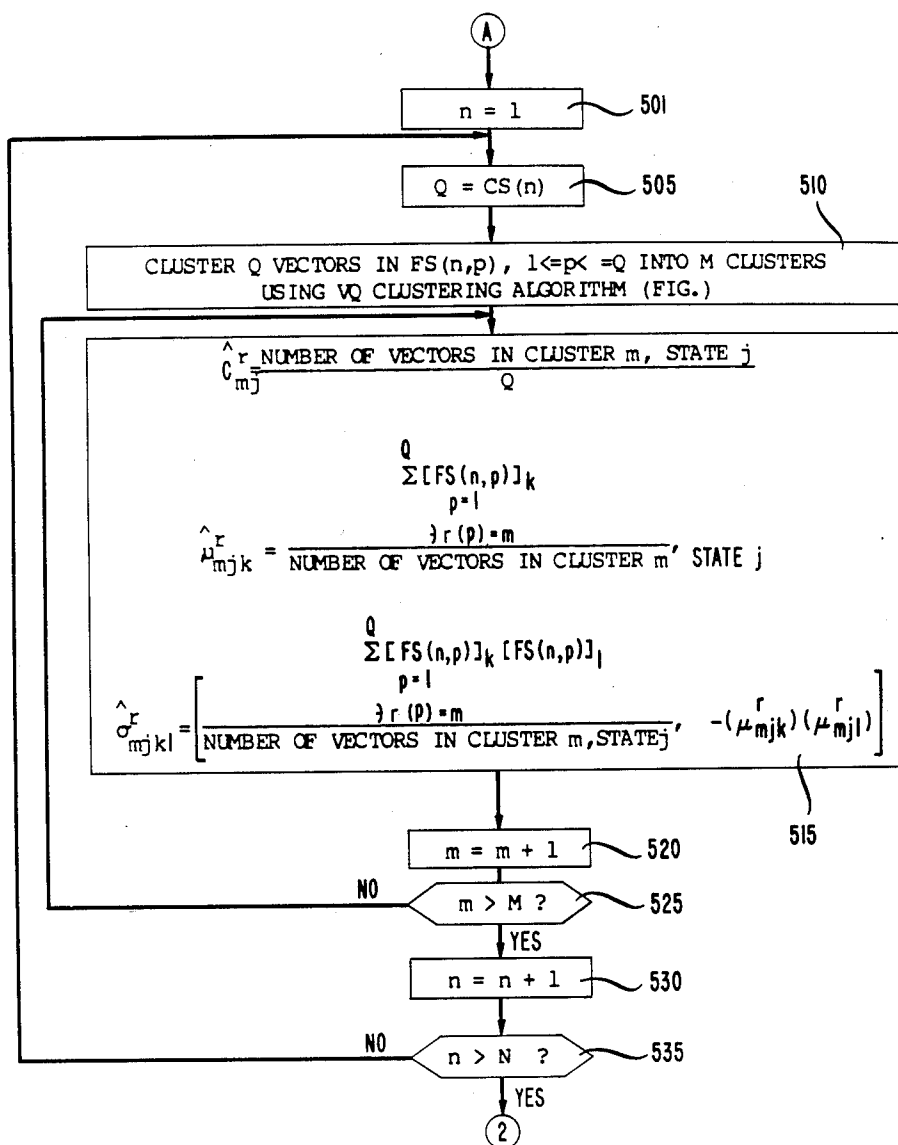 A
n = 1
501
Q = CS(n)
505
510
CLUSTER Q VECTORS IN FS(n,p), 1<=p< =Q INTO M CLUSTERS
USING VQ CLUSTERING ALGORITHM (FIG.)
Ĉ^r_mj = NUMBER OF VECTORS IN CLUSTER m, STATE j / Q
Q
Σ [FS(n,p)]_k
p=1
∋ r(p)=m
μ̂^r_mjk = NUMBER OF VECTORS IN CLUSTER m, STATE j
Q
Σ [FS(n,p)]_k [FS(n,p)]_l
p=1
∋ r(p)=m
σ̂^r_mjkl = [ NUMBER OF VECTORS IN CLUSTER m,STATEj, -(μ^r_mjk)(μ^r_mjl) ]
515
m = m + 1
520
NO
m > M ?
525
YES
n = n + 1
530
NO
n > N ?
535
YES
2